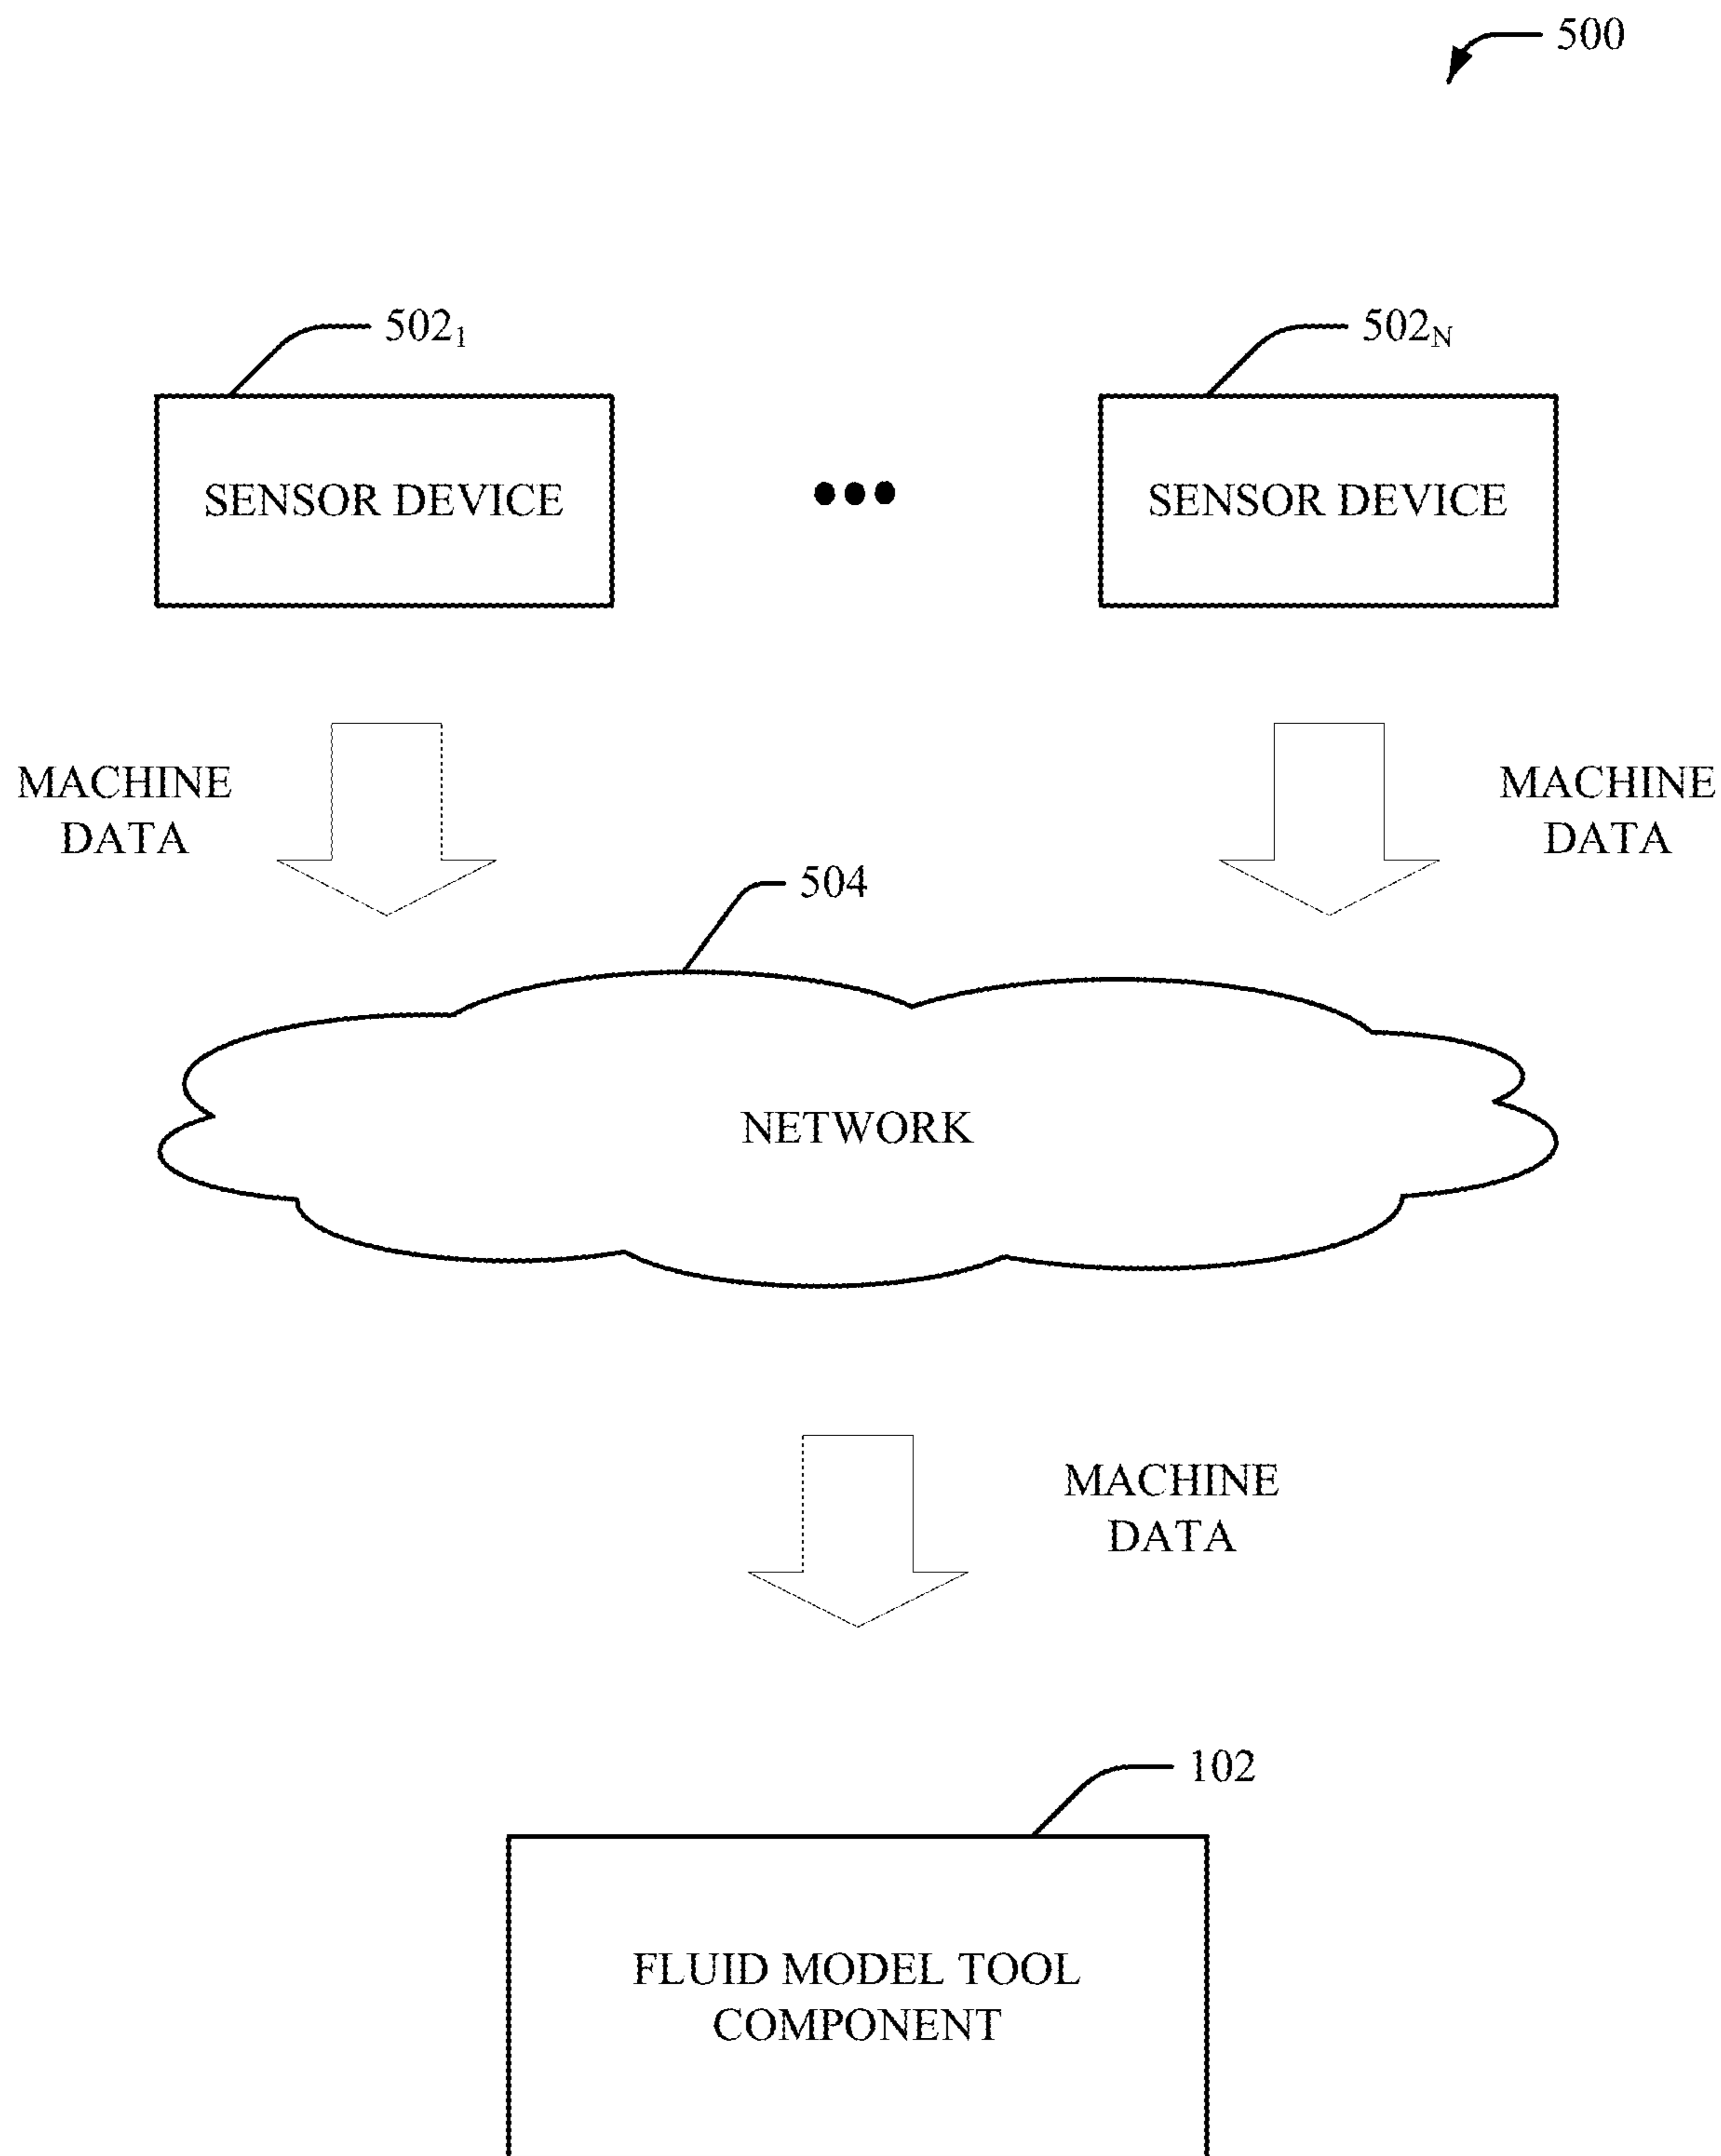 500
502₁
502ₙ
SENSOR DEVICE
SENSOR DEVICE
MACHINE
DATA
MACHINE
DATA
504
NETWORK
MACHINE
DATA
102
FLUID MODEL TOOL
COMPONENT